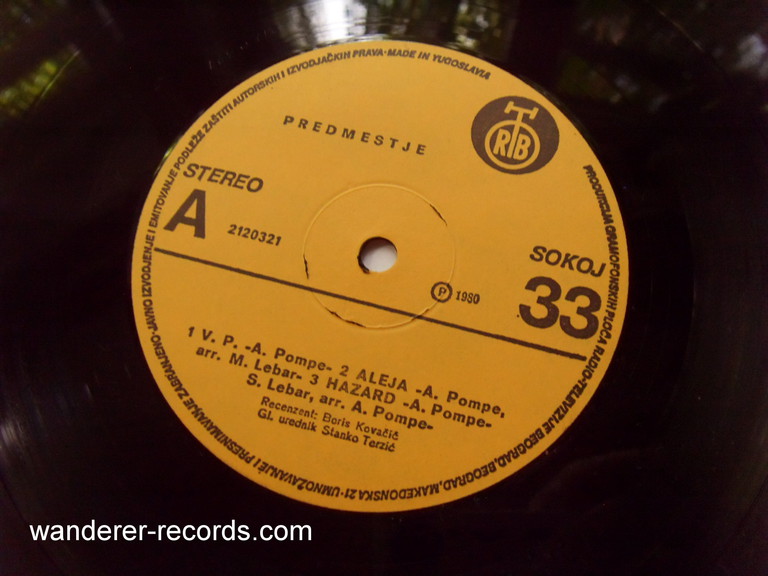 PRODUKCIJA GRAMOFONSKIH PLOČA RADIO-TELEVIZIJE BEOGRAD, BEOGRAD, MAKEDONSKA 21 · UMNOŽAVANJE I PRESNIMAVANJE ZABRANJENO-JAVNO IZVODJENJE I EMITOVANJE PODLEŽE ZAŠTITI AUTORSKIH I IZVODJAČKIH PRAVA · MADE IN YUGOSLAVIA
PREDMESTJE
RTB
STEREO
A
2120321
SOKOJ
33
℗ 1980
1 V. P. -A. Pompe- 2 ALEJA -A. Pompe,
arr. M. Lebar- 3 HAZARD -A. Pompe-
S. Lebar, arr. A. Pompe-
Recenzent: Boris Kovačič
Gl. urednik Stanko Terzić
wanderer-records.com